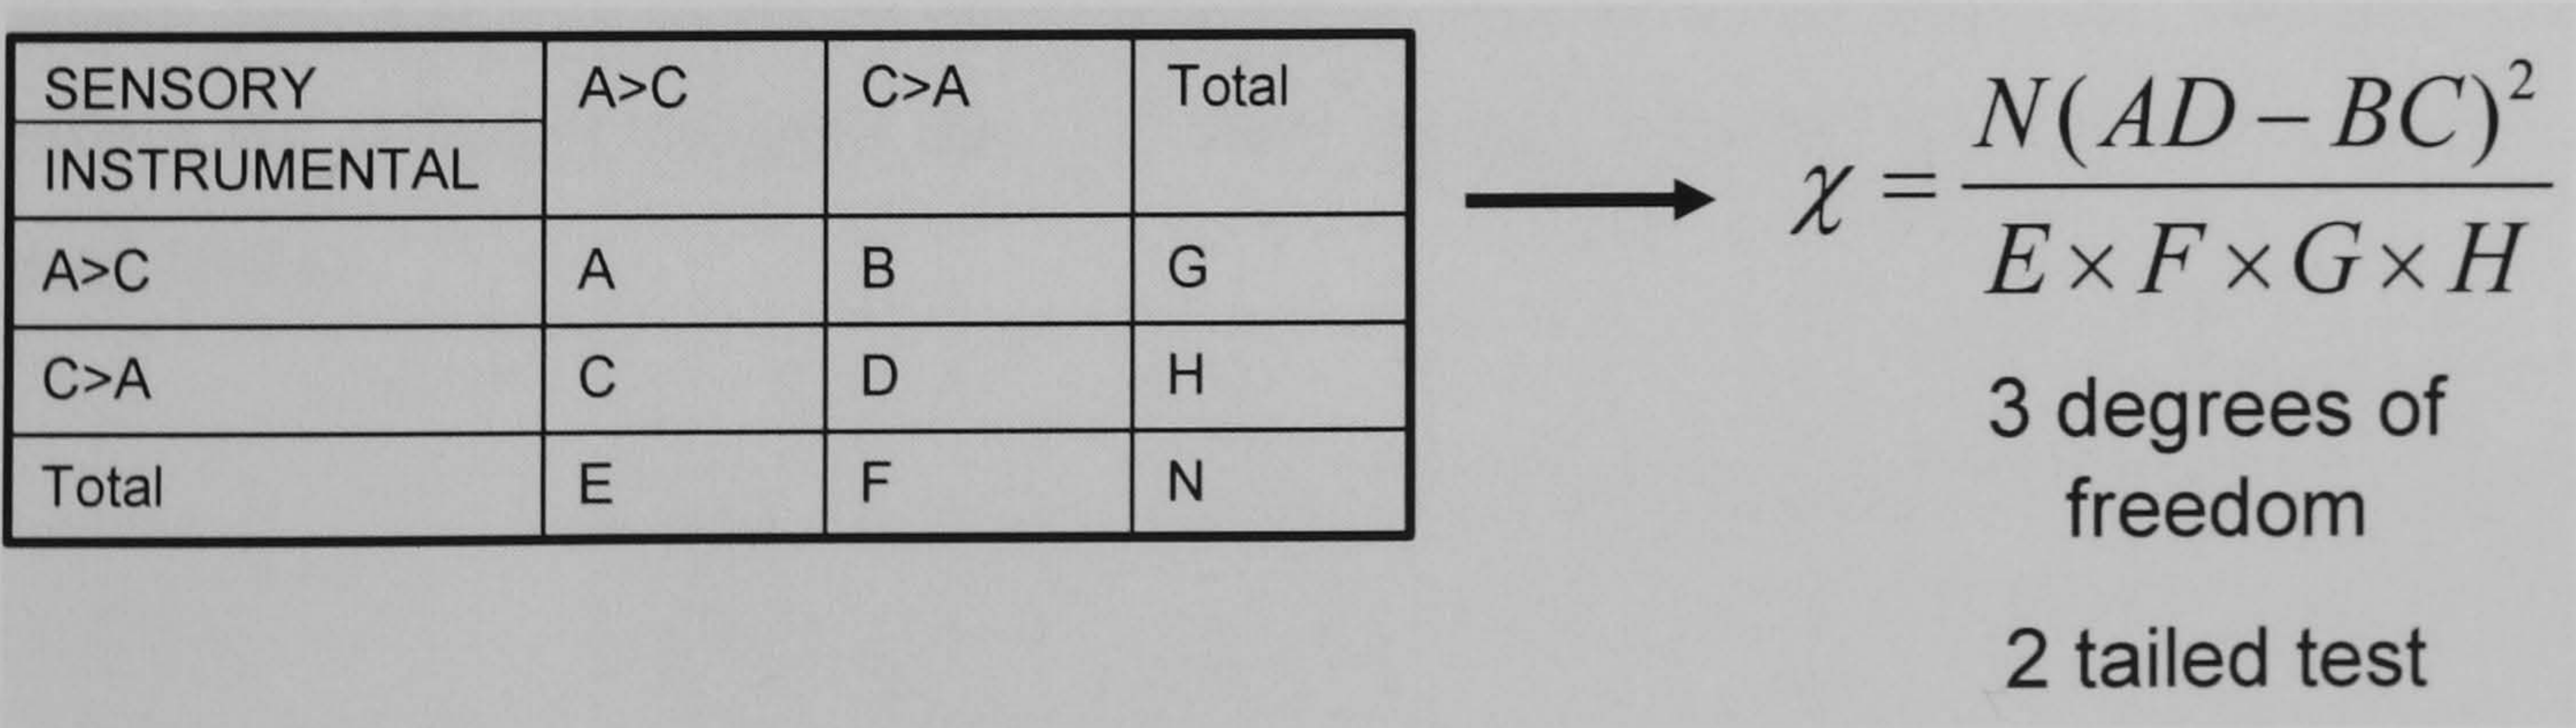 SENSORY A>C C>A Total
INSTRUMENTAL
A>C A B G
C>A C D H
Total E F N
χ = N(AD – BC)² / E × F × G × H
3 degrees of
freedom
2 tailed test